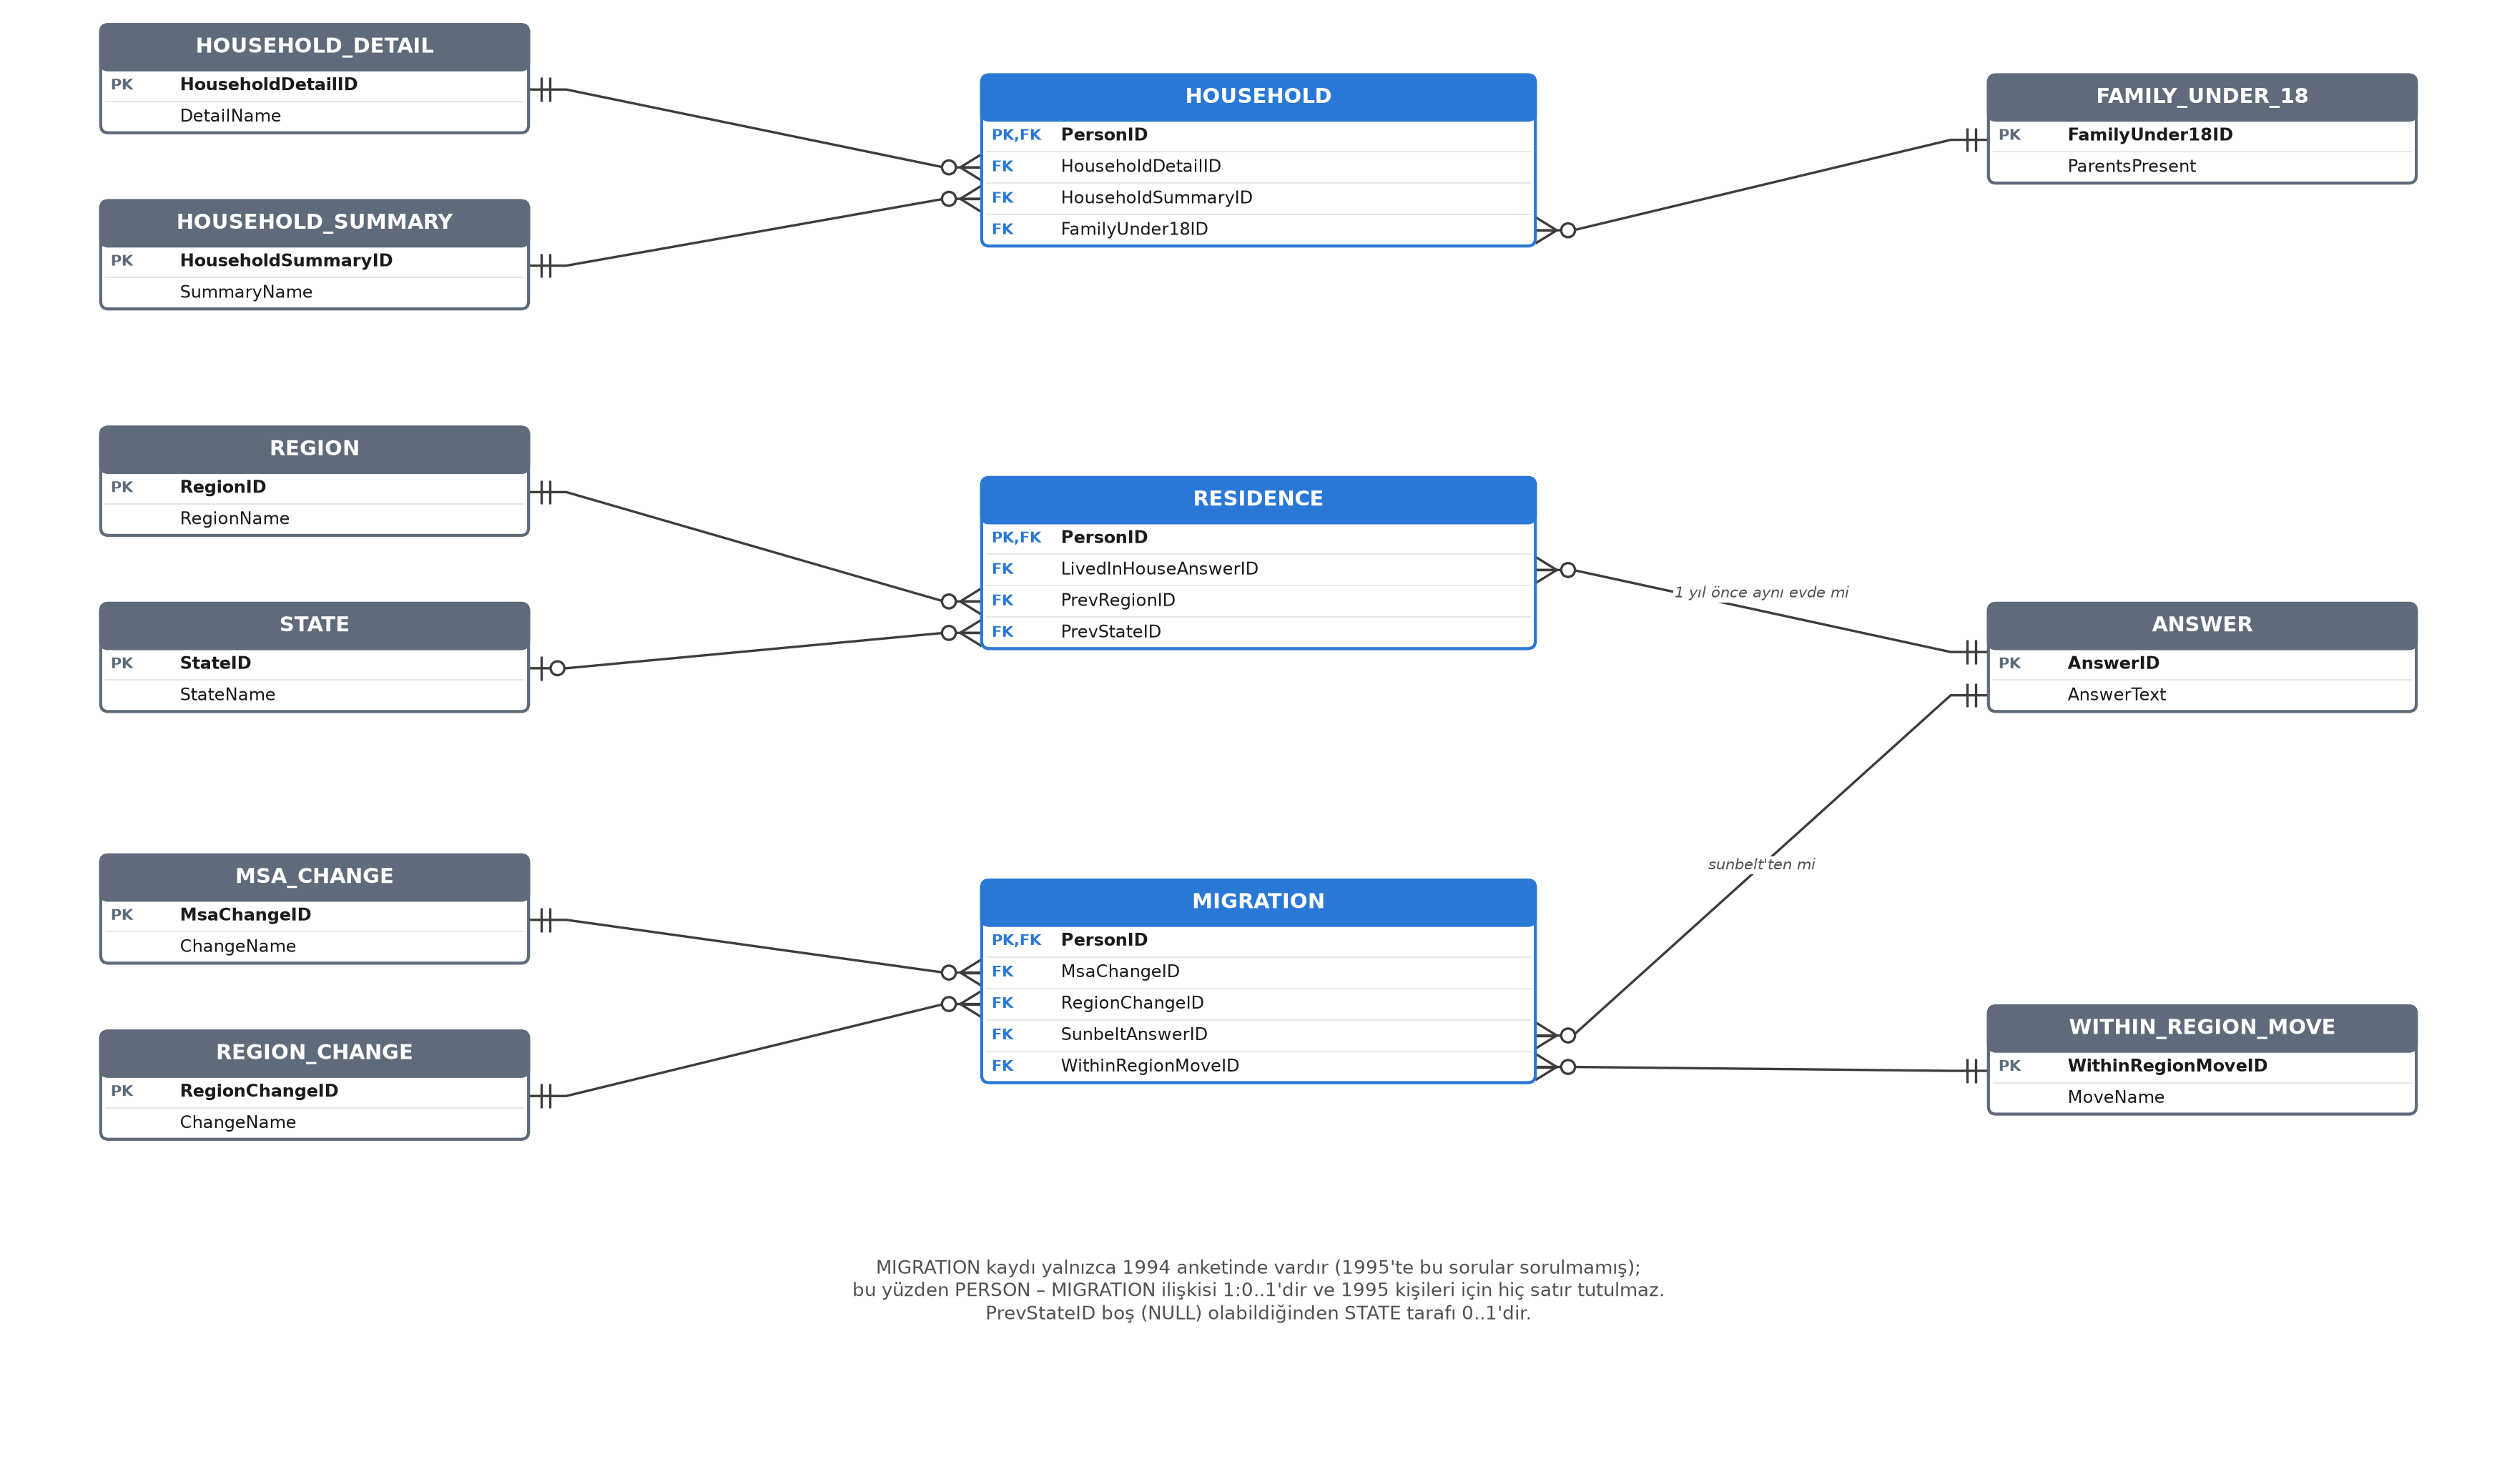 HOUSEHOLD_DETAIL
PK HouseholdDetailID
DetailName
HOUSEHOLD_SUMMARY
PK HouseholdSummaryID
SummaryName
HOUSEHOLD
PK,FK PersonID
FK HouseholdDetailID
FK HouseholdSummaryID
FK FamilyUnder18ID
FAMILY_UNDER_18
PK FamilyUnder18ID
ParentsPresent
REGION
PK RegionID
RegionName
STATE
PK StateID
StateName
RESIDENCE
PK,FK PersonID
FK LivedInHouseAnswerID
FK PrevRegionID
FK PrevStateID
1 yıl önce aynı evde mi
ANSWER
PK AnswerID
AnswerText
sunbelt'ten mi
MSA_CHANGE
PK MsaChangeID
ChangeName
REGION_CHANGE
PK RegionChangeID
ChangeName
MIGRATION
PK,FK PersonID
FK MsaChangeID
FK RegionChangeID
FK SunbeltAnswerID
FK WithinRegionMoveID
WITHIN_REGION_MOVE
PK WithinRegionMoveID
MoveName
MIGRATION kaydı yalnızca 1994 anketinde vardır (1995'te bu sorular sorulmamış);
bu yüzden PERSON – MIGRATION ilişkisi 1:0..1'dir ve 1995 kişileri için hiç satır tutulmaz.
PrevStateID boş (NULL) olabildiğinden STATE tarafı 0..1'dir.